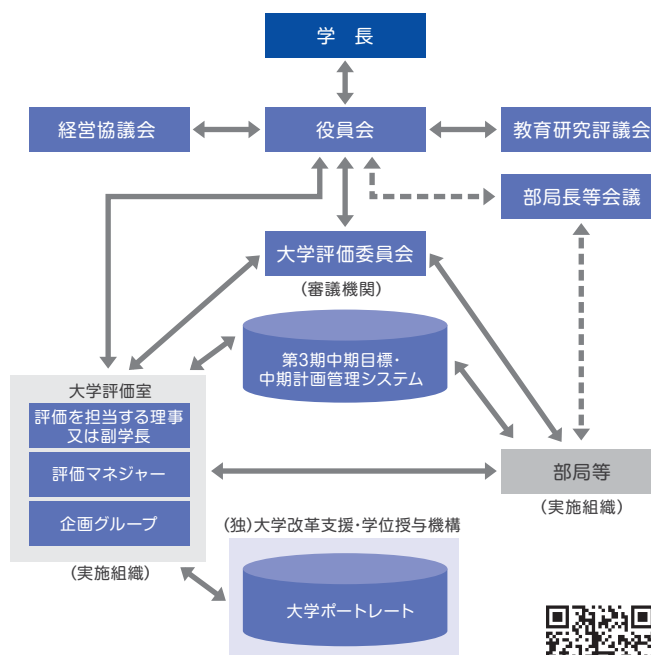 学 長
経営協議会
役員会
教育研究評議会
部局長等会議
大学評価委員会
(審議機関)
第3期中期目標・
中期計画管理システム
大学評価室
評価を担当する理事
又は副学長
評価マネジャー
企画グループ
(実施組織)
部局等
(実施組織)
(独)大学改革支援・学位授与機構
大学ポートレート